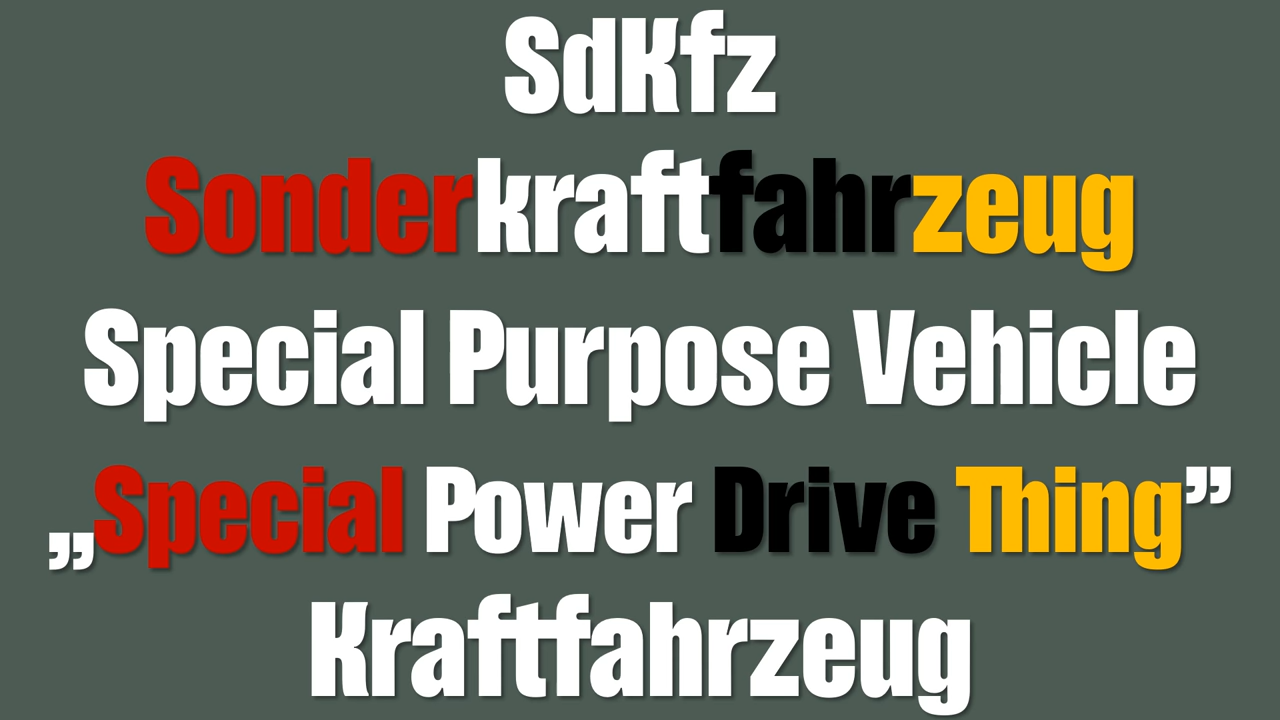 SdKfz
Sonderkraftfahrzeug
Special Purpose Vehicle
„Special Power Drive Thing”
Kraftfahrzeug